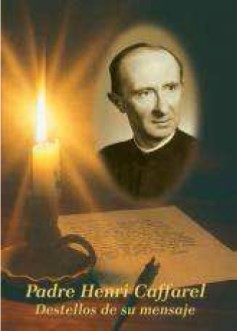 Padre Henri Caffarel
Destellos de su mensaje